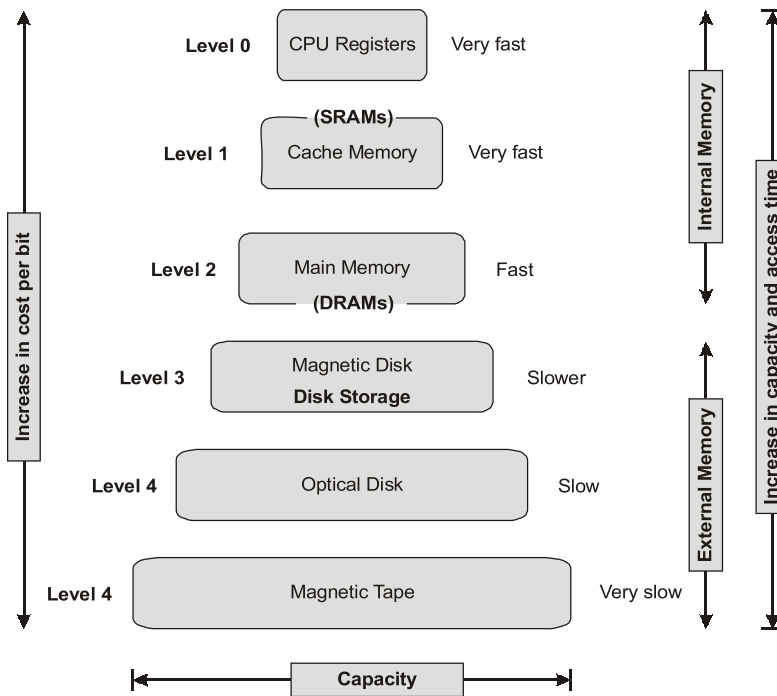 Level 0
CPU Registers
Very fast
(SRAMs)
Level 1
Cache Memory
Very fast
Level 2
Main Memory
Fast
(DRAMs)
Level 3
Magnetic Disk
Disk Storage
Slower
Level 4
Optical Disk
Slow
Level 4
Magnetic Tape
Very slow
Capacity
Increase in cost per bit
Internal Memory
External Memory
Increase in capacity and access time